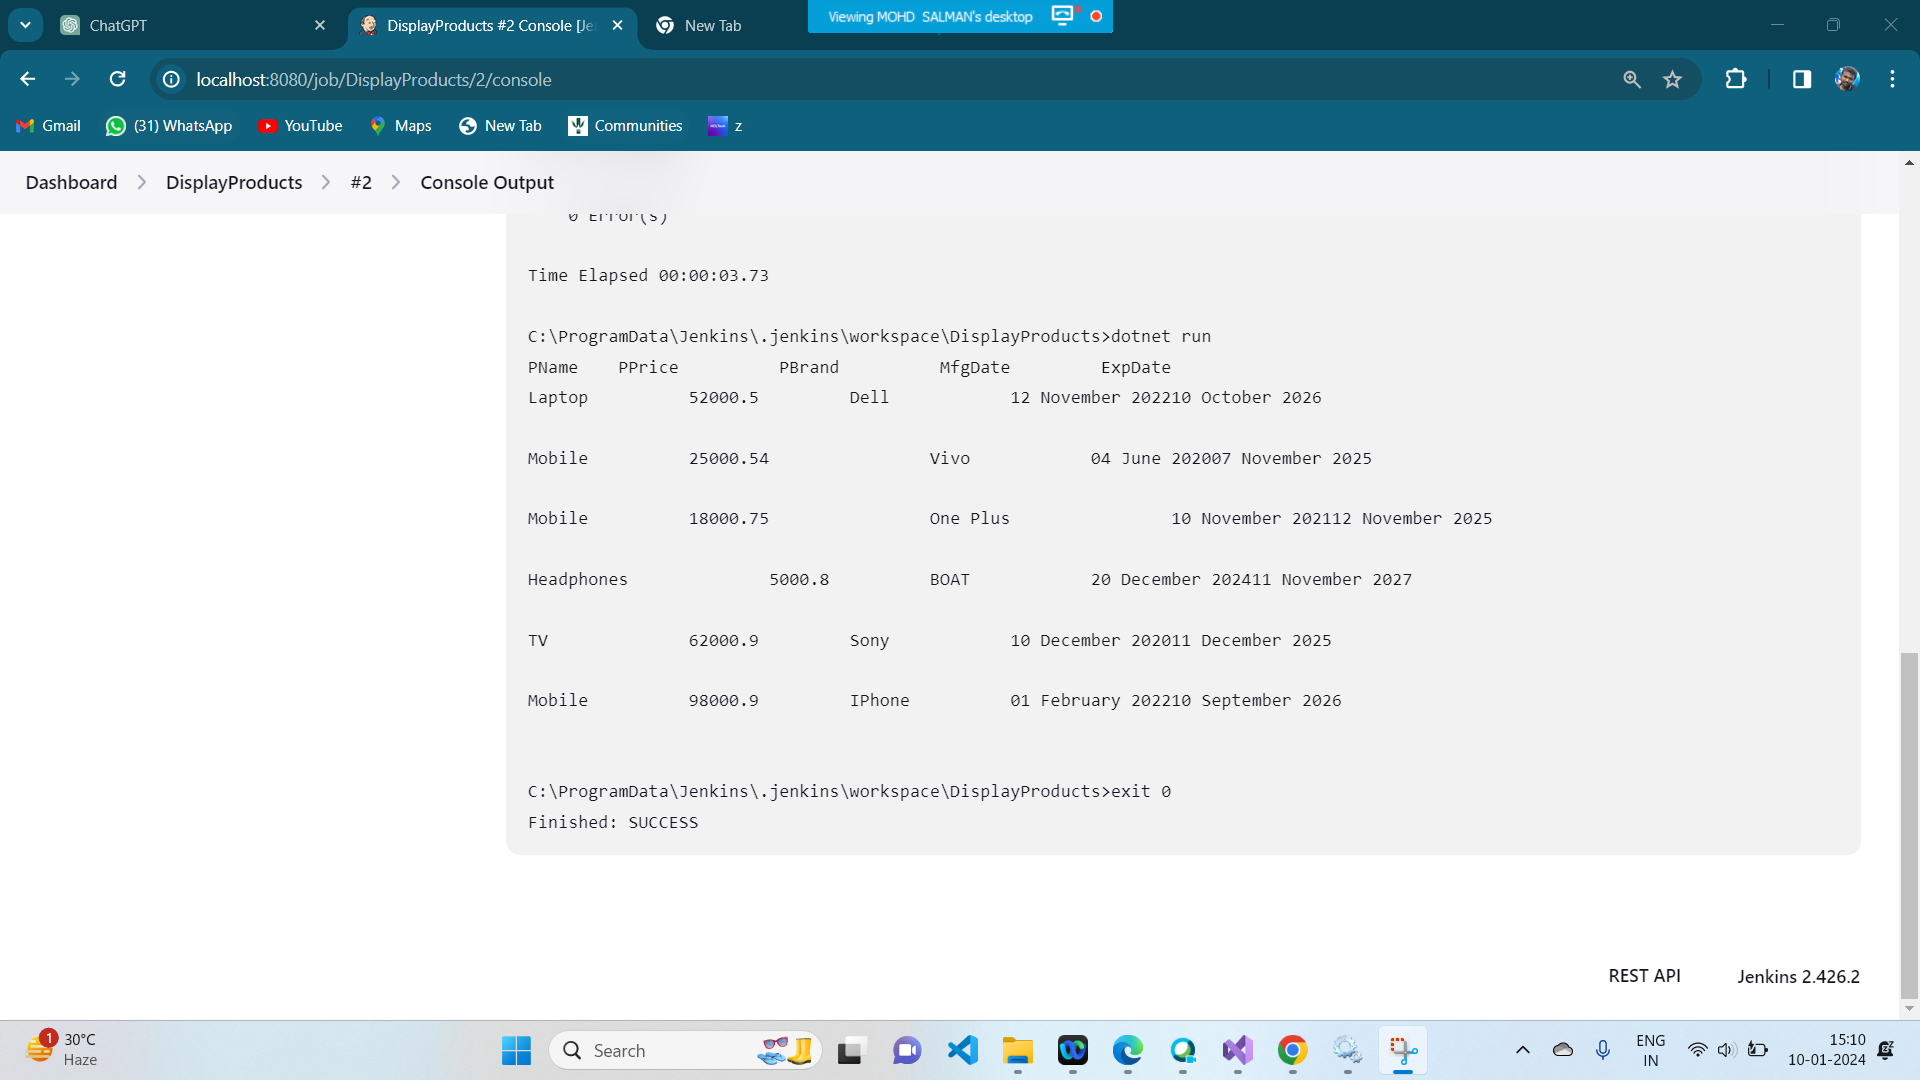 ChatGPT
DisplayProducts #2 Console [Je
New Tab
Viewing MOHD SALMAN's desktop
localhost:8080/job/DisplayProducts/2/console
Gmail
(31) WhatsApp
YouTube
Maps
New Tab
Communities
z
Dashboard
DisplayProducts
#2
Console Output
0 Error(s)
Time Elapsed 00:00:03.73
C:\ProgramData\Jenkins\.jenkins\workspace\DisplayProducts>dotnet run
PName PPrice PBrand MfgDate ExpDate
Laptop 52000.5 Dell 12 November 202210 October 2026
Mobile 25000.54 Vivo 04 June 202007 November 2025
Mobile 18000.75 One Plus 10 November 202112 November 2025
Headphones 5000.8 BOAT 20 December 202411 November 2027
TV 62000.9 Sony 10 December 202011 December 2025
Mobile 98000.9 IPhone 01 February 202210 September 2026
C:\ProgramData\Jenkins\.jenkins\workspace\DisplayProducts>exit 0
Finished: SUCCESS
REST API
Jenkins 2.426.2
1
30°C
Haze
Search
ENG
IN
15:10
10-01-2024